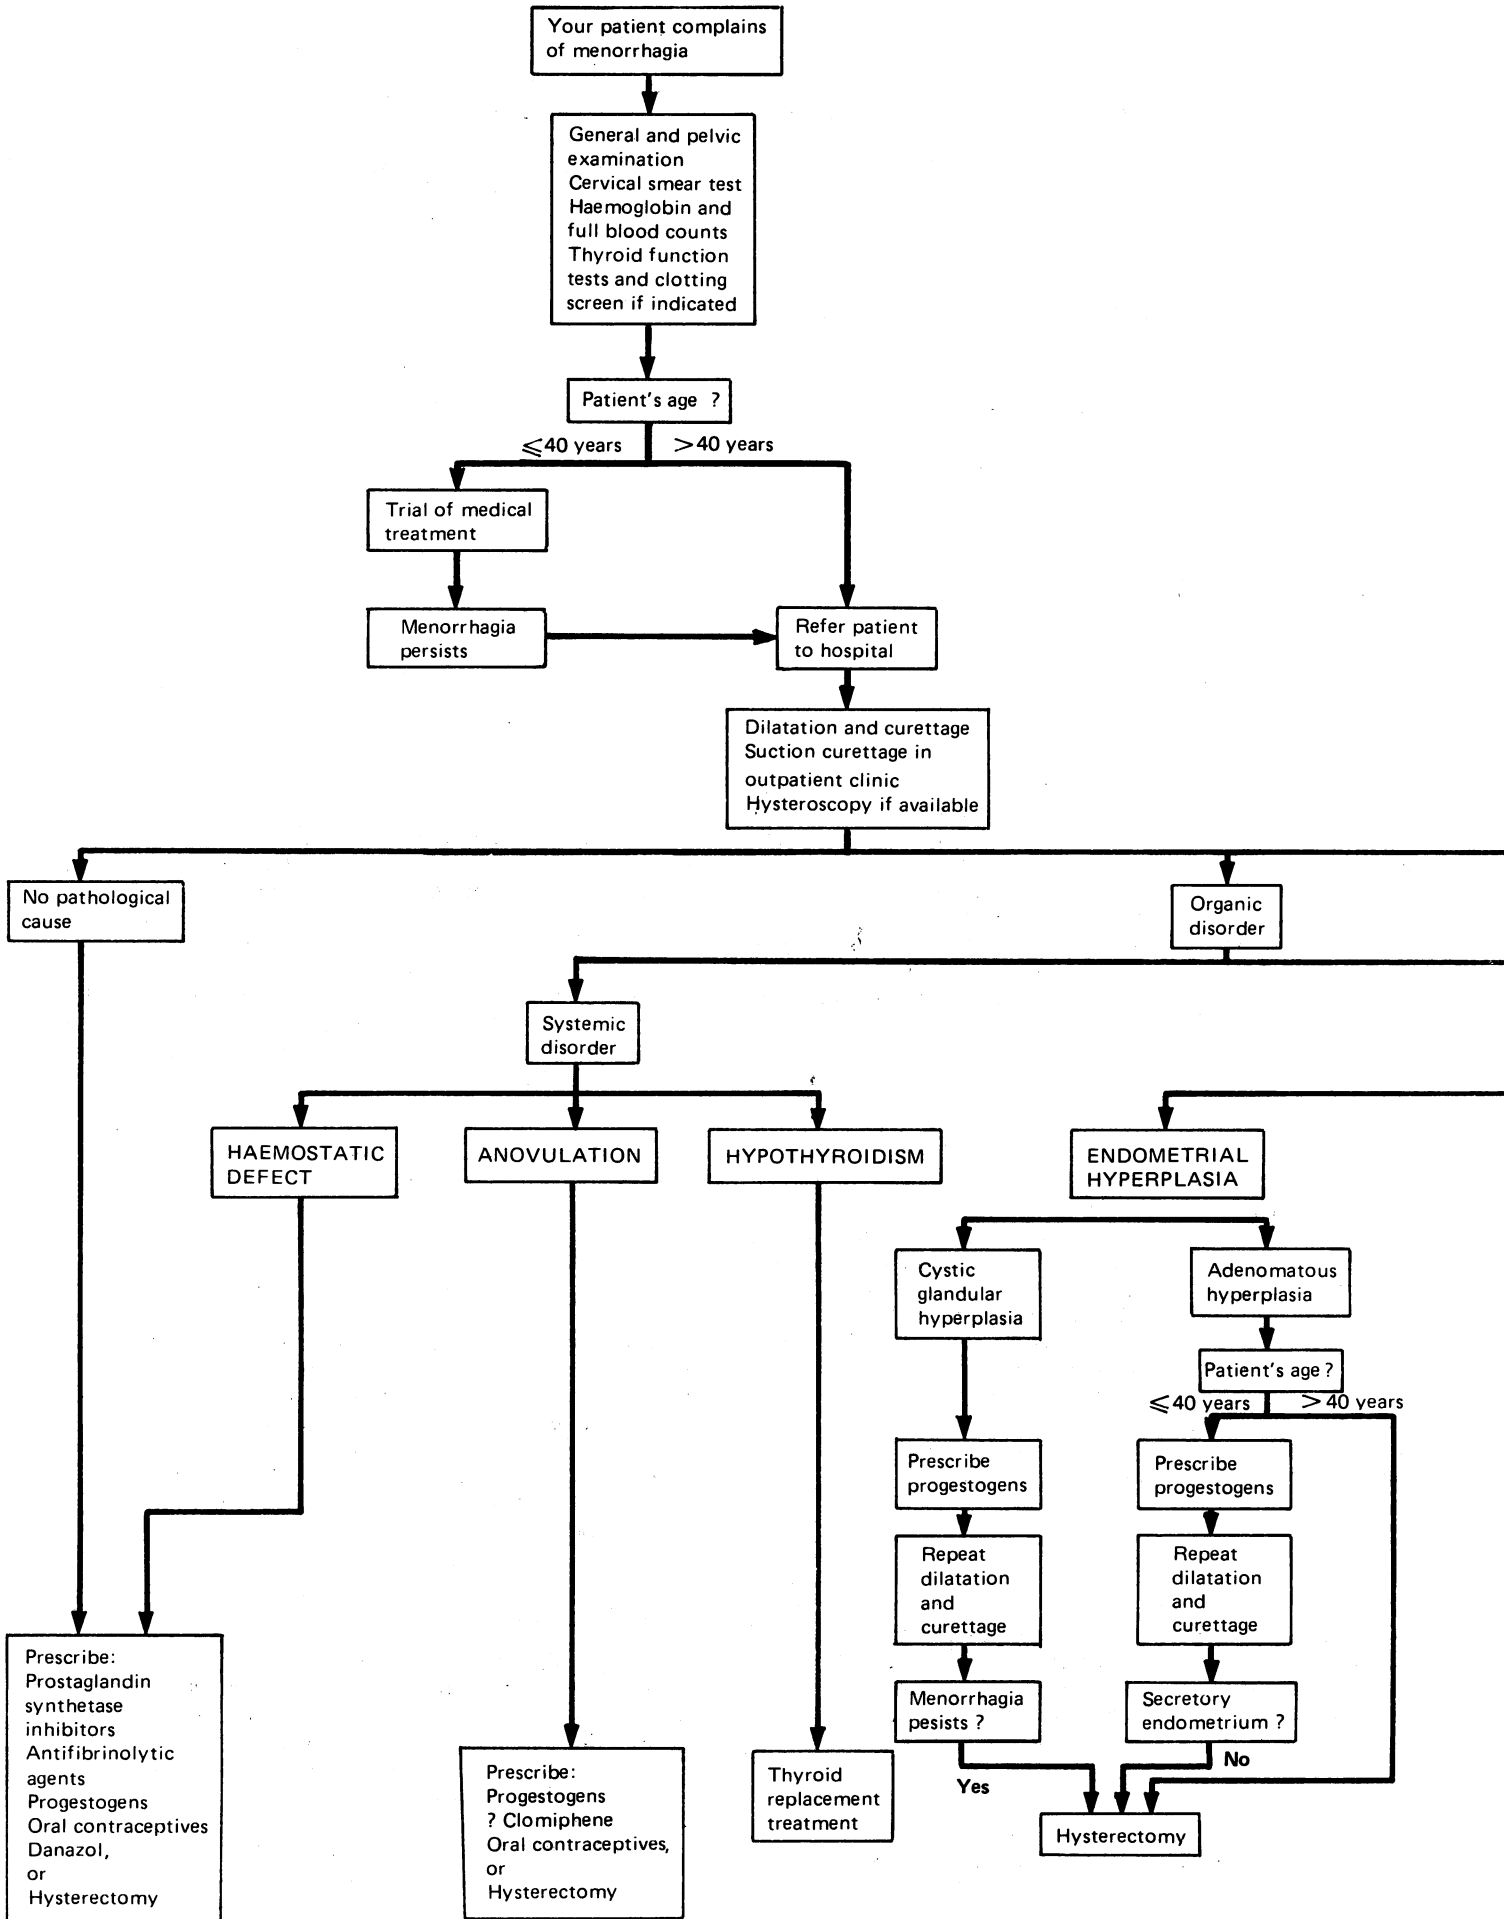 Your patient complains
of menorrhagia
General and pelvic
examination
Cervical smear test
Haemoglobin and
full blood counts
Thyroid function
tests and clotting
screen if indicated
Patient's age ?
⩽40 years
>40 years
Trial of medical
treatment
Menorrhagia
persists
Refer patient
to hospital
Dilatation and curettage
Suction curettage in
outpatient clinic
Hysteroscopy if available
No pathological
cause
Organic
disorder
Systemic
disorder
HAEMOSTATIC
DEFECT
ANOVULATION
HYPOTHYROIDISM
ENDOMETRIAL
HYPERPLASIA
Cystic
glandular
hyperplasia
Adenomatous
hyperplasia
Patient's age ?
⩽40 years
>40 years
Prescribe
progestogens
Prescribe
progestogens
Repeat
dilatation
and
curettage
Repeat
dilatation
and
curettage
Menorrhagia
pesists ?
Secretory
endometrium ?
Yes
No
Hysterectomy
Prescribe:
Prostaglandin
synthetase
inhibitors
Antifibrinolytic
agents
Progestogens
Oral contraceptives
Danazol,
or
Hysterectomy
Prescribe:
Progestogens
? Clomiphene
Oral contraceptives,
or
Hysterectomy
Thyroid
replacement
treatment